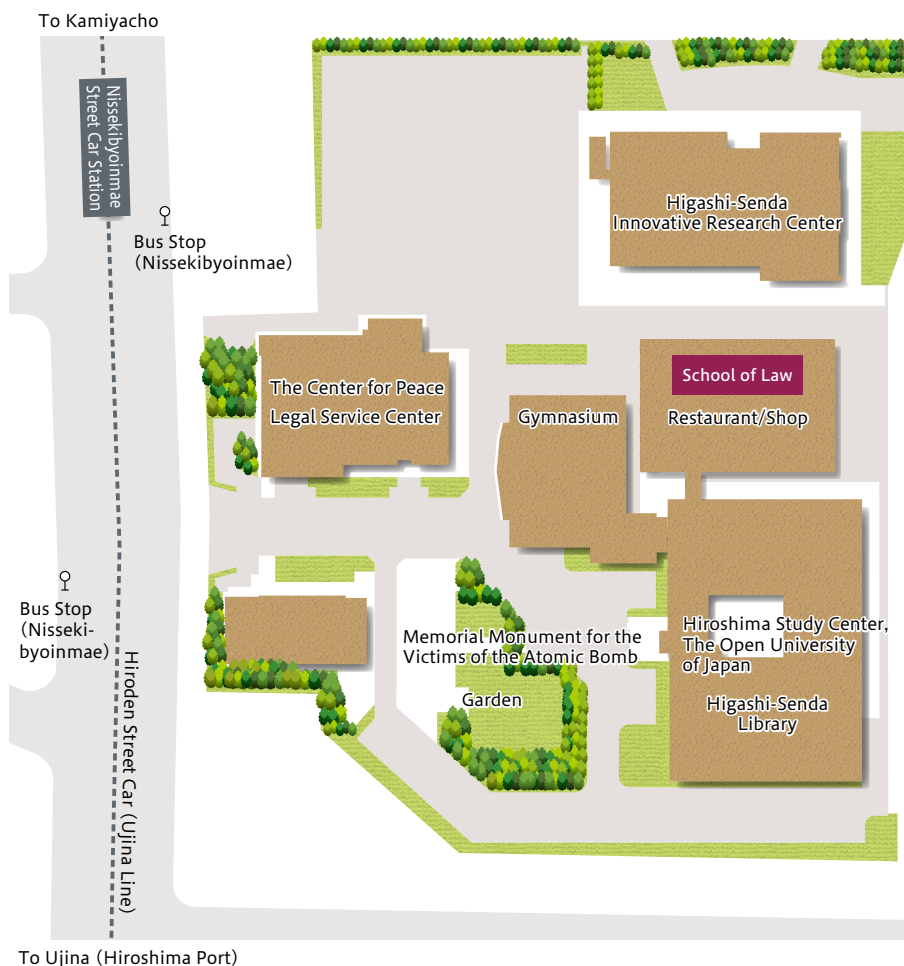 To Kamiyacho
Nissekibyoinmae
Street Car Station
Bus Stop
(Nissekibyoinmae)
Higashi-Senda
Innovative Research Center
The Center for Peace
Legal Service Center
Gymnasium
School of Law
Restaurant/Shop
Bus Stop
(Nisseki-
byoinmae)
Hiroden Street Car (Ujina Line)
Memorial Monument for the
Victims of the Atomic Bomb
Garden
Hiroshima Study Center,
The Open University
of Japan
Higashi-Senda
Library
To Ujina (Hiroshima Port)